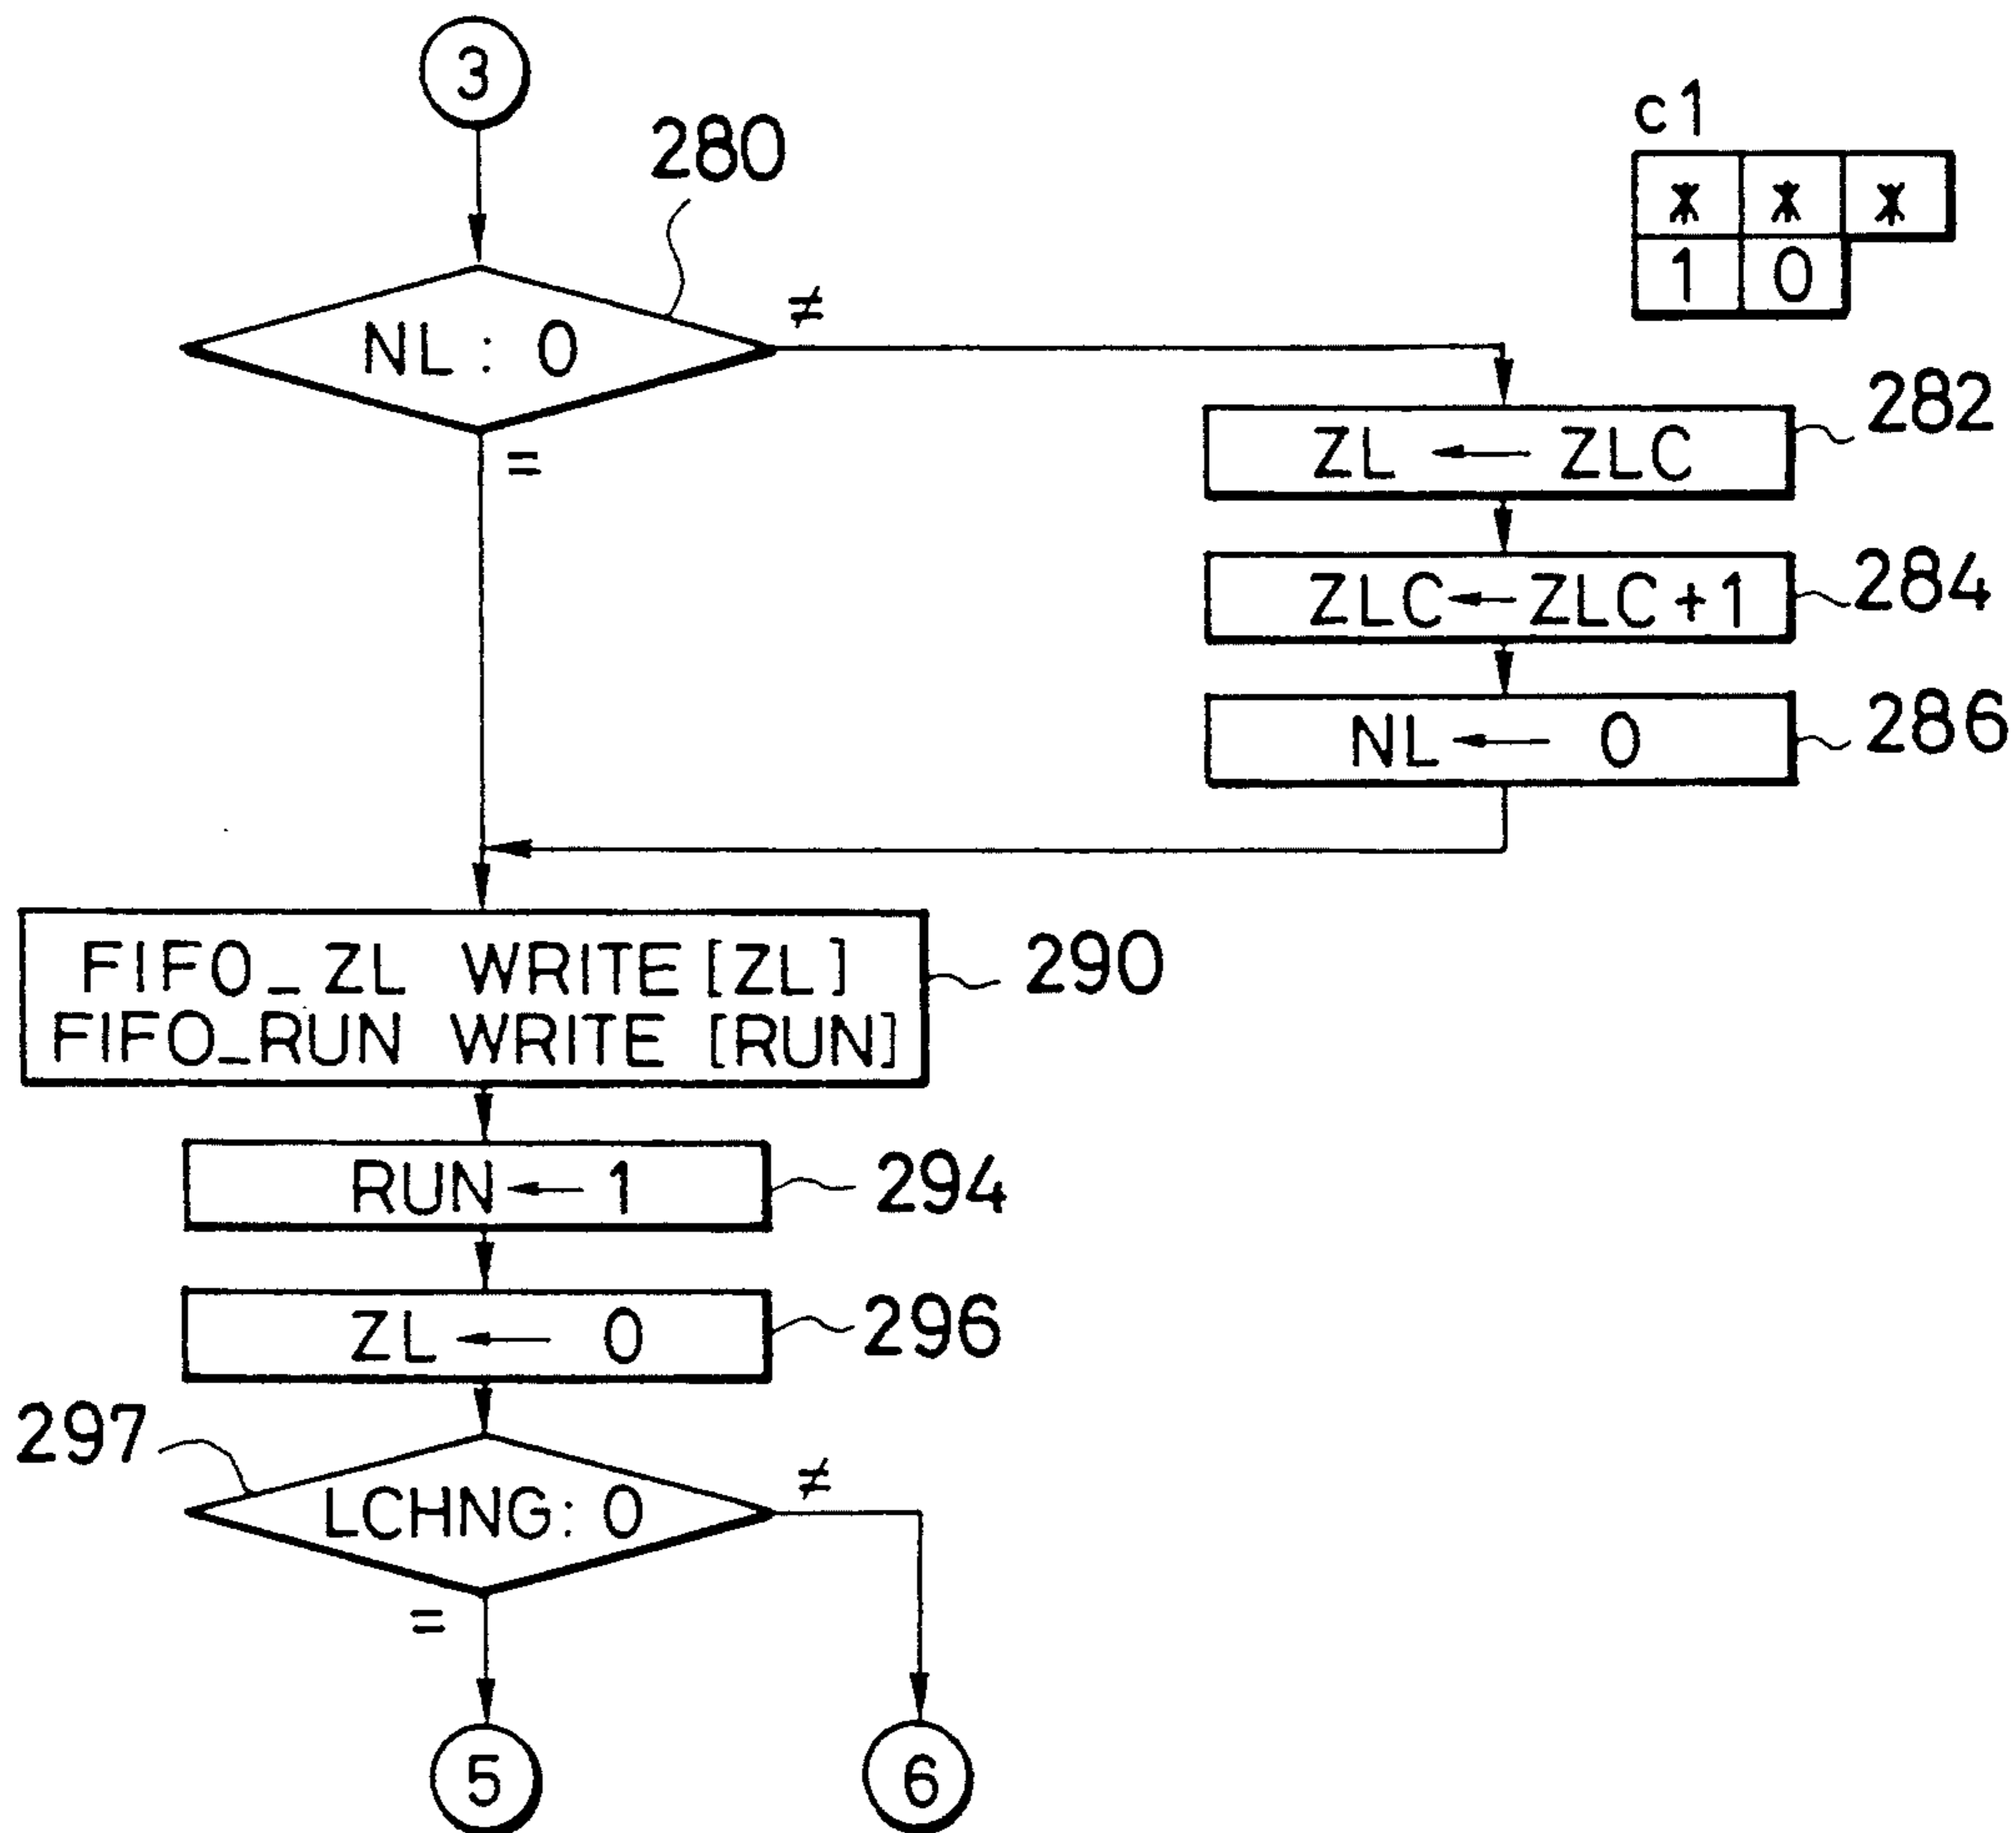 3
280
c1
* * *
1 0
NL : 0
≠
=
282
ZL ← ZLC
284
ZLC ← ZLC + 1
286
NL ← 0
FIFO_ZL WRITE [ZL]
FIFO_RUN WRITE [RUN]
290
RUN ← 1
294
ZL ← 0
296
297
LCHNG : 0
≠
=
5
6